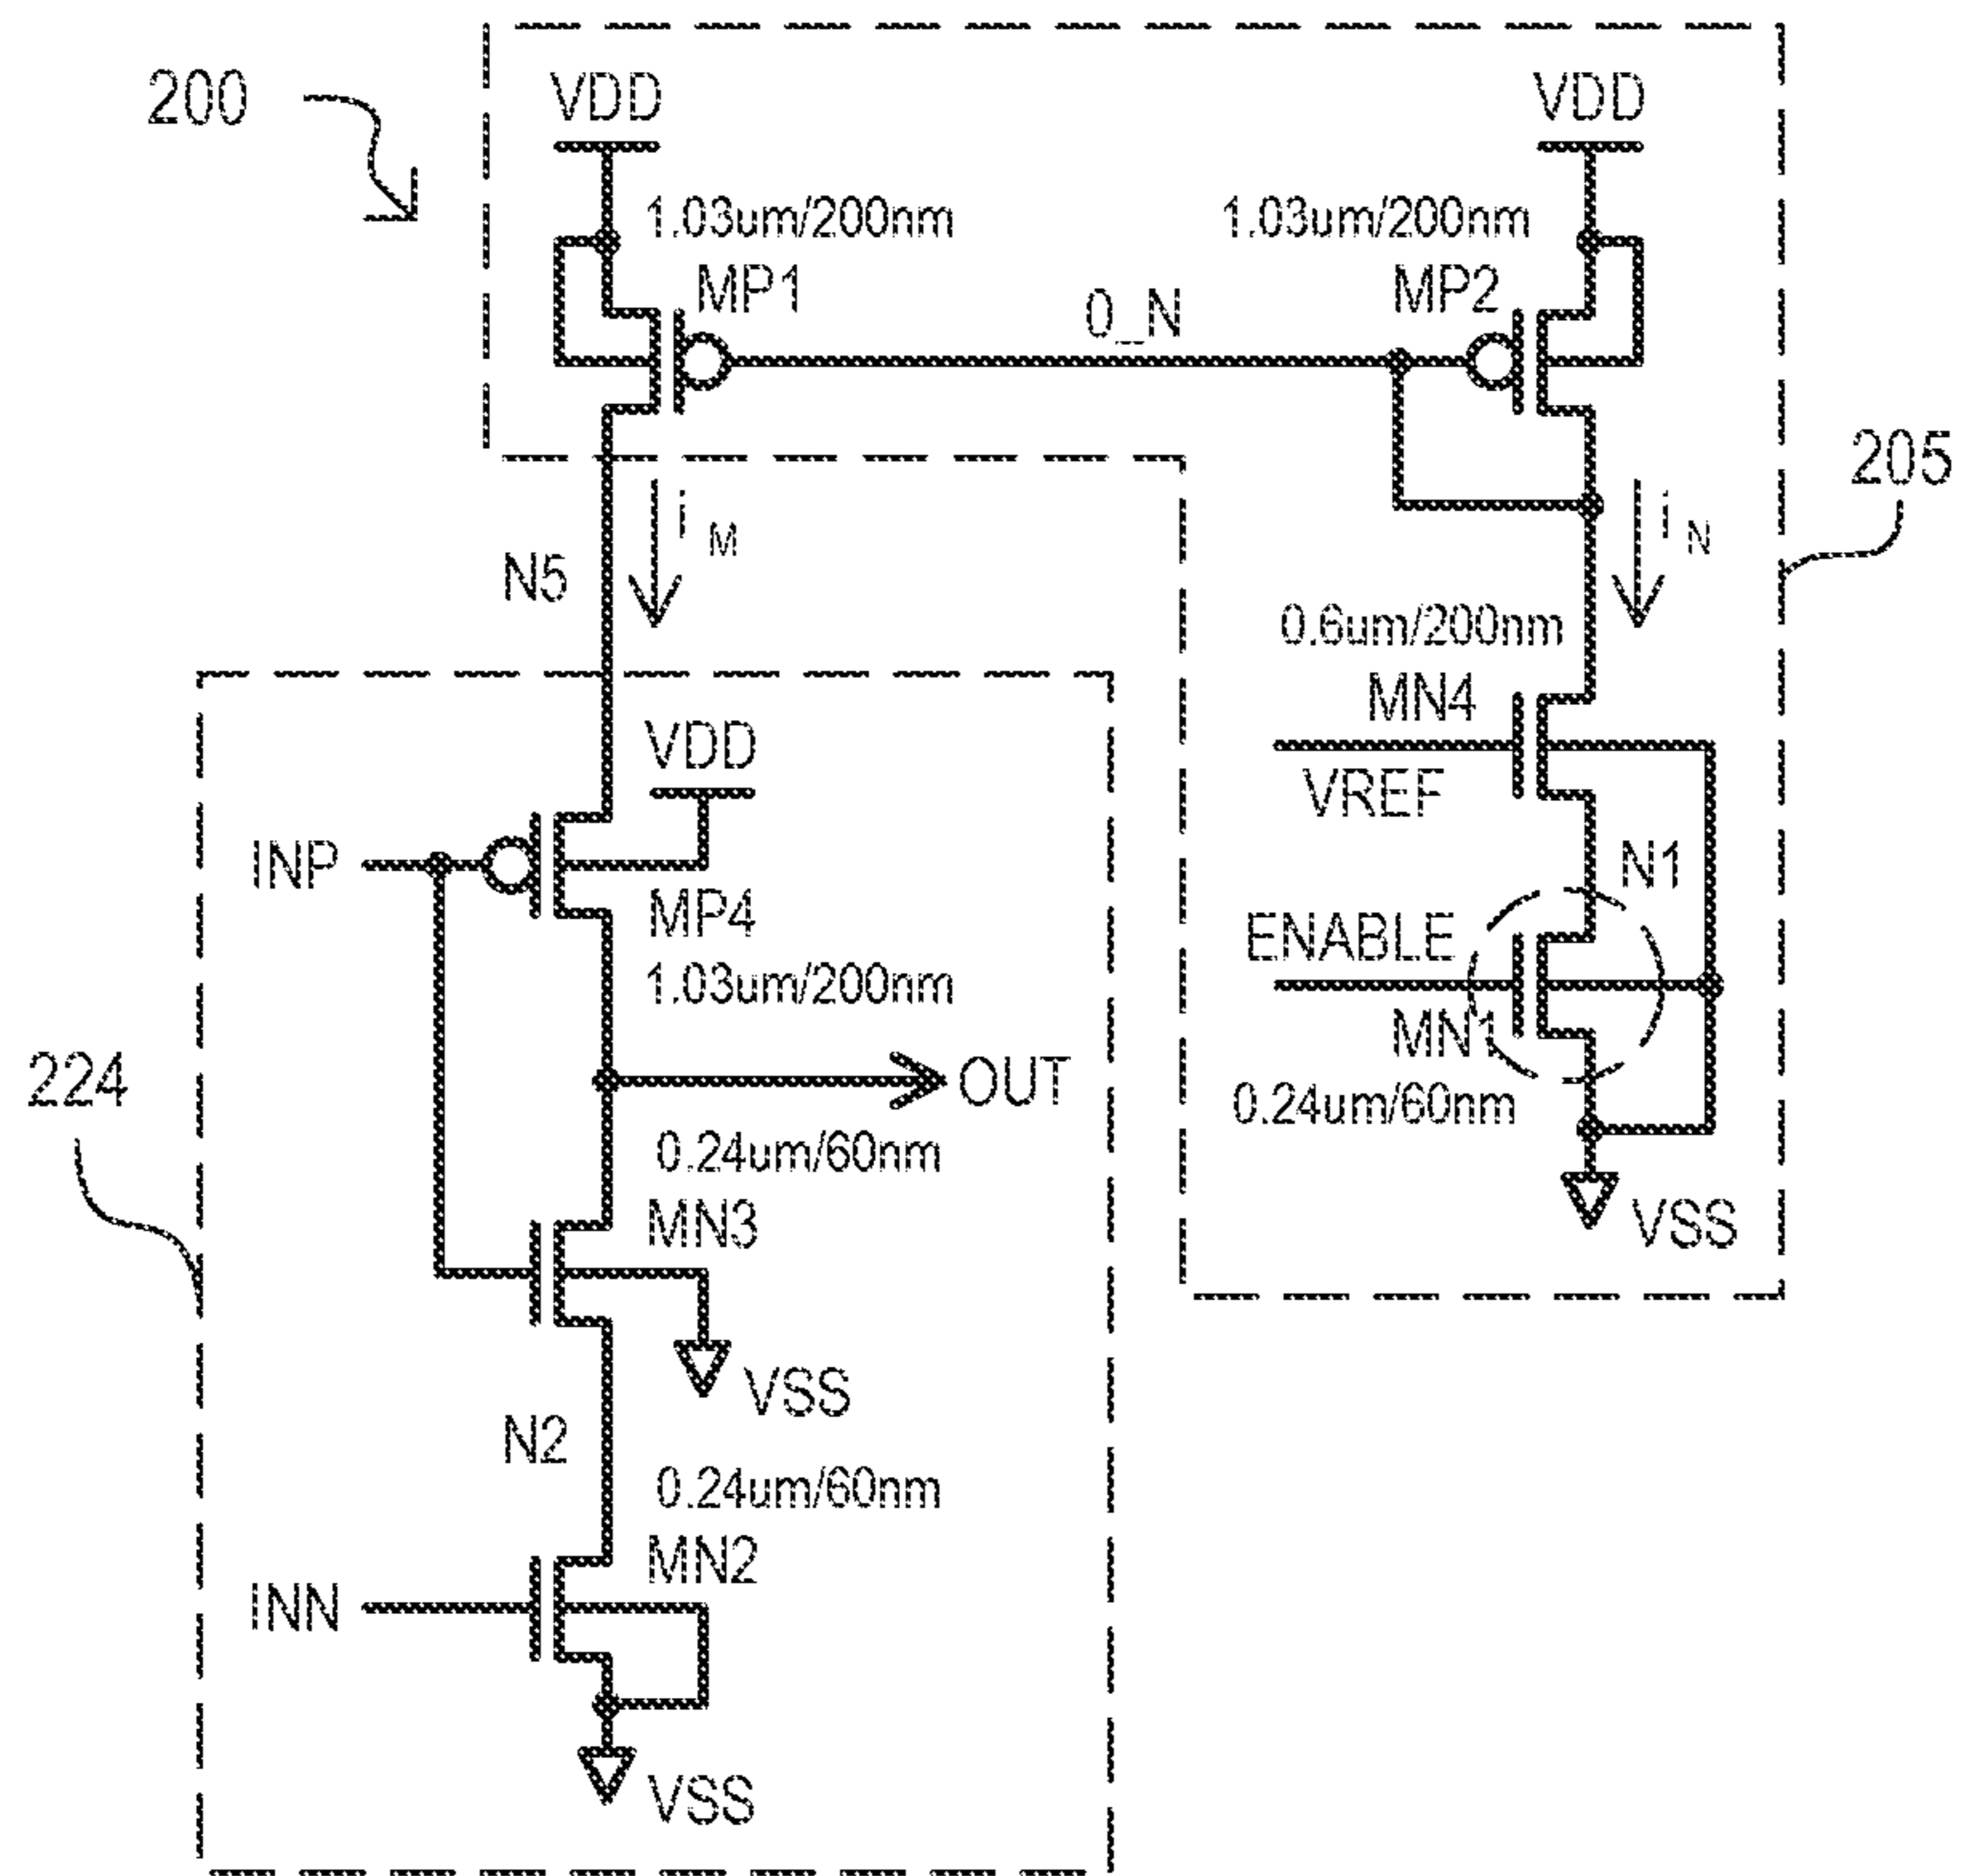 200
VDD
VDD
1.03um/200nm
1.03um/200nm
MP1
MP2
0_N
205
i M
i N
N5
0.6um/200nm
MN4
VDD
VREF
INP
N1
MP4
ENABLE
1.03um/200nm
MN1
224
OUT
0.24um/60nm
0.24um/60nm
MN3
VSS
VSS
N2
0.24um/60nm
MN2
INN
VSS